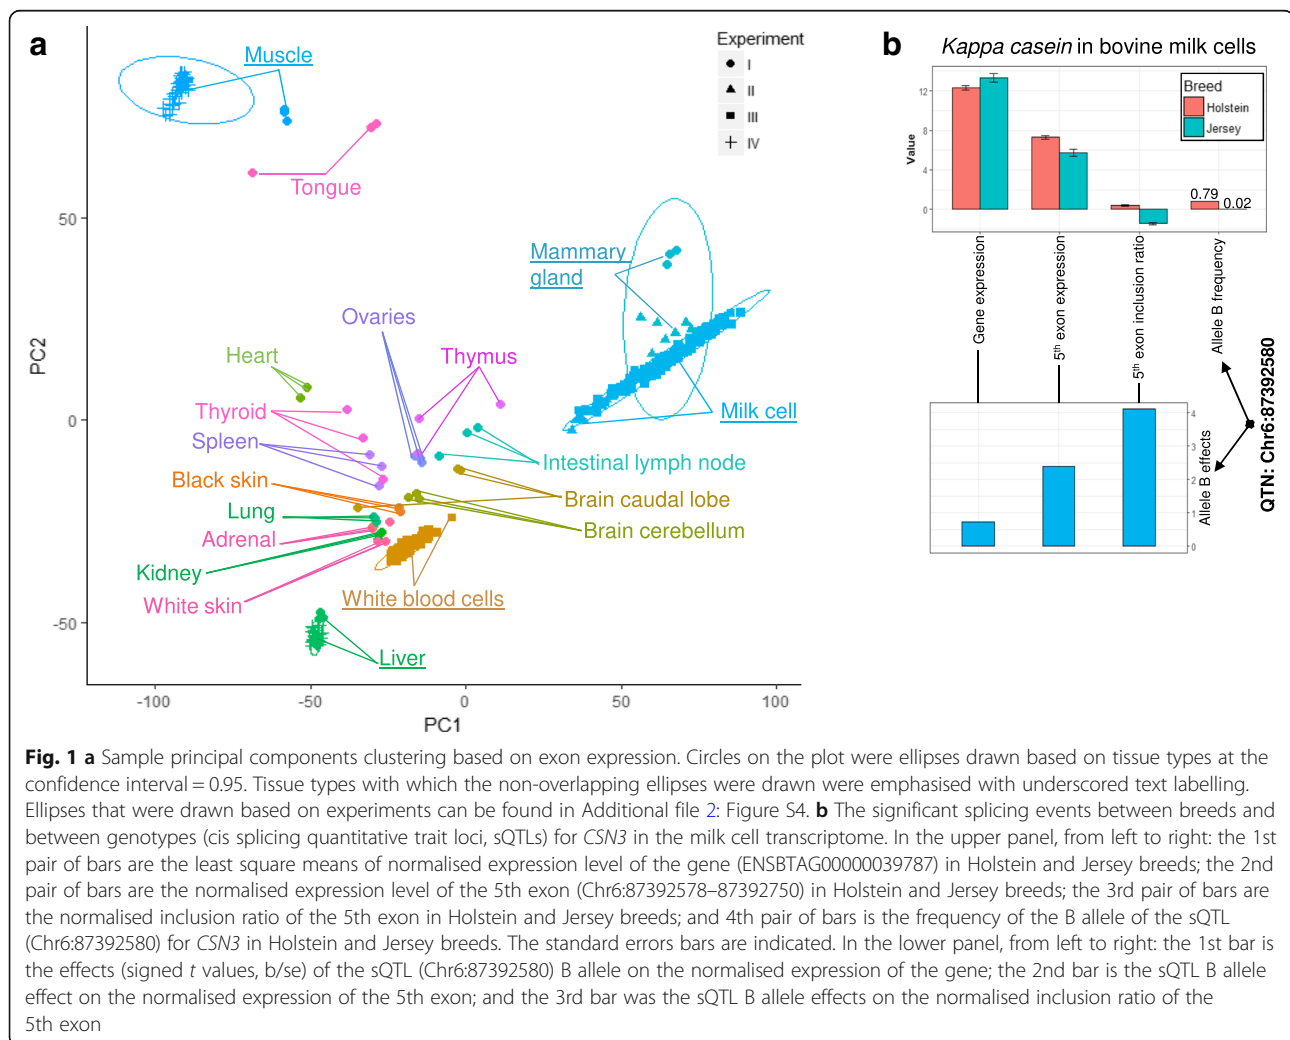 a
Muscle
Tongue
Experiment
I
II
III
IV
Mammary
gland
Ovaries
Heart
Thymus
Thyroid
Spleen
Milk cell
Intestinal lymph node
Black skin
Brain caudal lobe
Lung
Adrenal
Brain cerebellum
Kidney
White skin
White blood cells
Liver
50
0
-50
PC2
-100
-50
0
50
100
PC1
b
Kappa casein in bovine milk cells
Breed
Holstein
Jersey
Value
12
8
4
0
0.79
0.02
Gene expression
5th exon expression
5th exon inclusion ratio
Allele B frequency
Allele B effects
4
3
2
1
0
QTN: Chr6:87392580
Fig. 1 a Sample principal components clustering based on exon expression. Circles on the plot were ellipses drawn based on tissue types at the
confidence interval = 0.95. Tissue types with which the non-overlapping ellipses were drawn were emphasised with underscored text labelling.
Ellipses that were drawn based on experiments can be found in Additional file 2: Figure S4. b The significant splicing events between breeds and
between genotypes (cis splicing quantitative trait loci, sQTLs) for CSN3 in the milk cell transcriptome. In the upper panel, from left to right: the 1st
pair of bars are the least square means of normalised expression level of the gene (ENSBTAG00000039787) in Holstein and Jersey breeds; the 2nd
pair of bars are the normalised expression level of the 5th exon (Chr6:87392578–87392750) in Holstein and Jersey breeds; the 3rd pair of bars are
the normalised inclusion ratio of the 5th exon in Holstein and Jersey breeds; and 4th pair of bars is the frequency of the B allele of the sQTL
(Chr6:87392580) for CSN3 in Holstein and Jersey breeds. The standard errors bars are indicated. In the lower panel, from left to right: the 1st bar is
the effects (signed t values, b/se) of the sQTL (Chr6:87392580) B allele on the normalised expression of the gene; the 2nd bar is the sQTL B allele
effect on the normalised expression of the 5th exon; and the 3rd bar was the sQTL B allele effects on the normalised inclusion ratio of the
5th exon